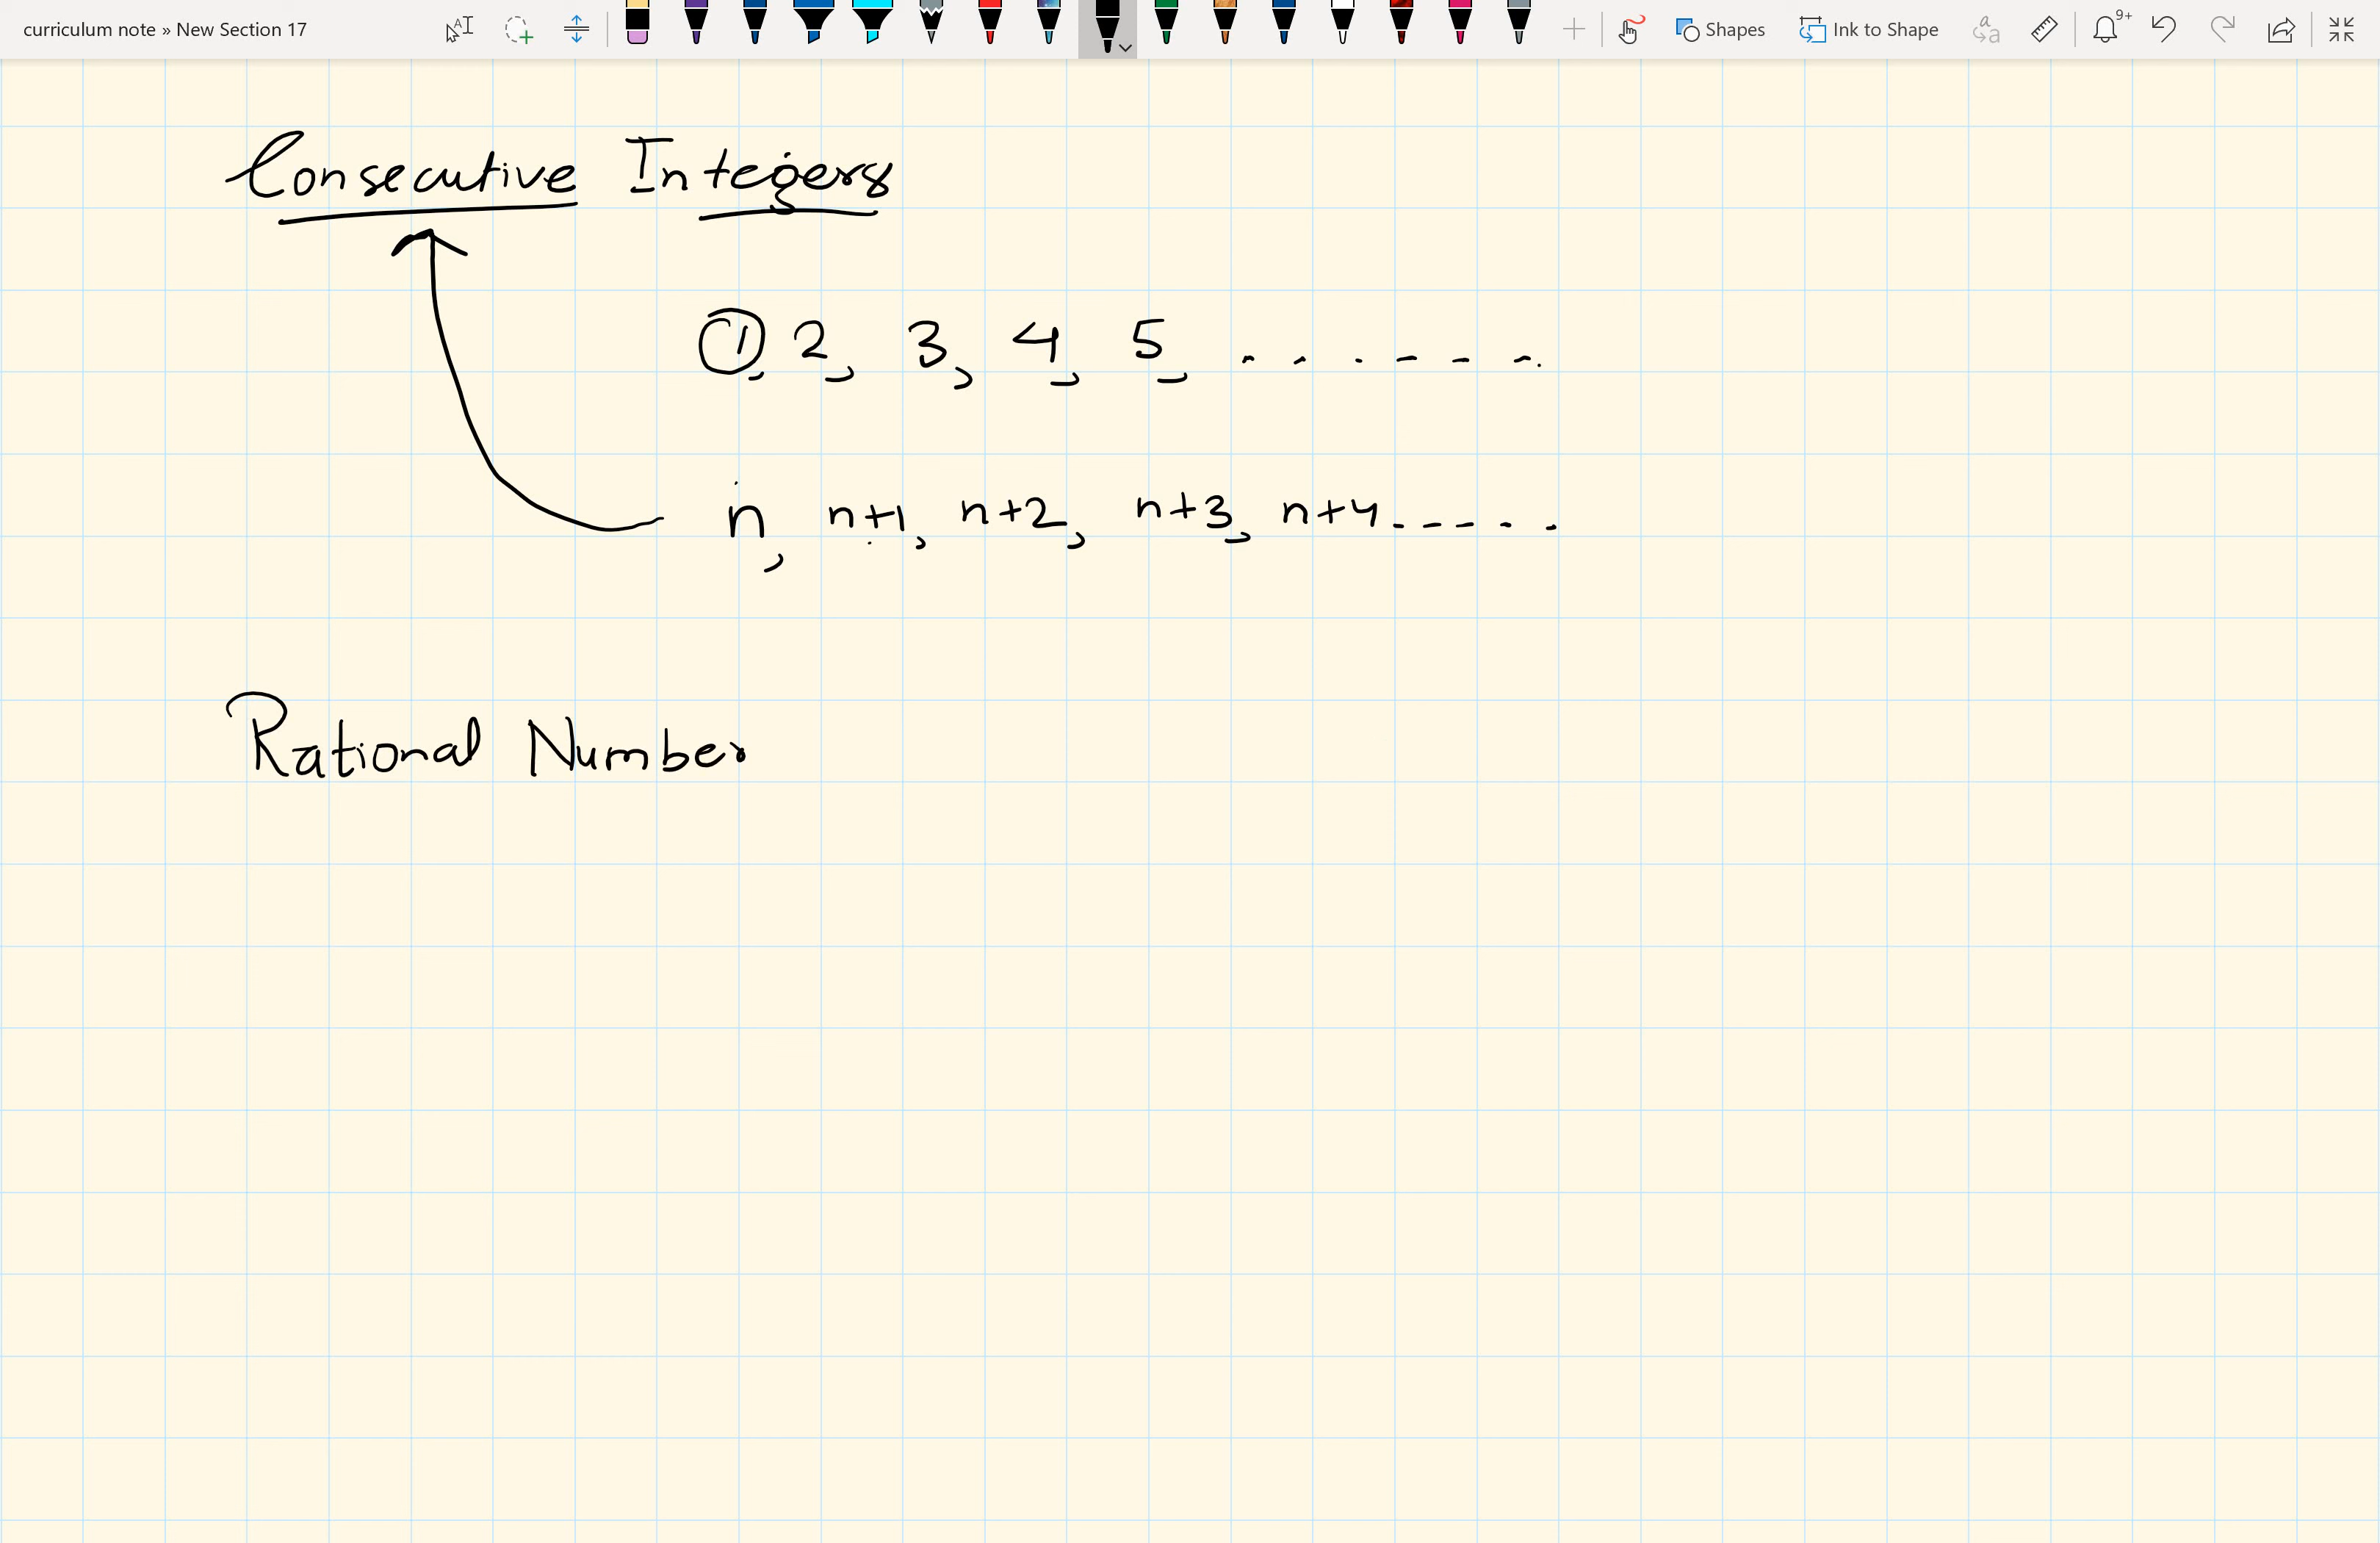 curriculum note » New Section 17
Shapes
Ink to Shape
9+
Consecutive Integers
1, 2, 3, 4, 5, . . . - - -.
n, n+1, n+2, n+3, n+4 - - - - - .
Rational Number